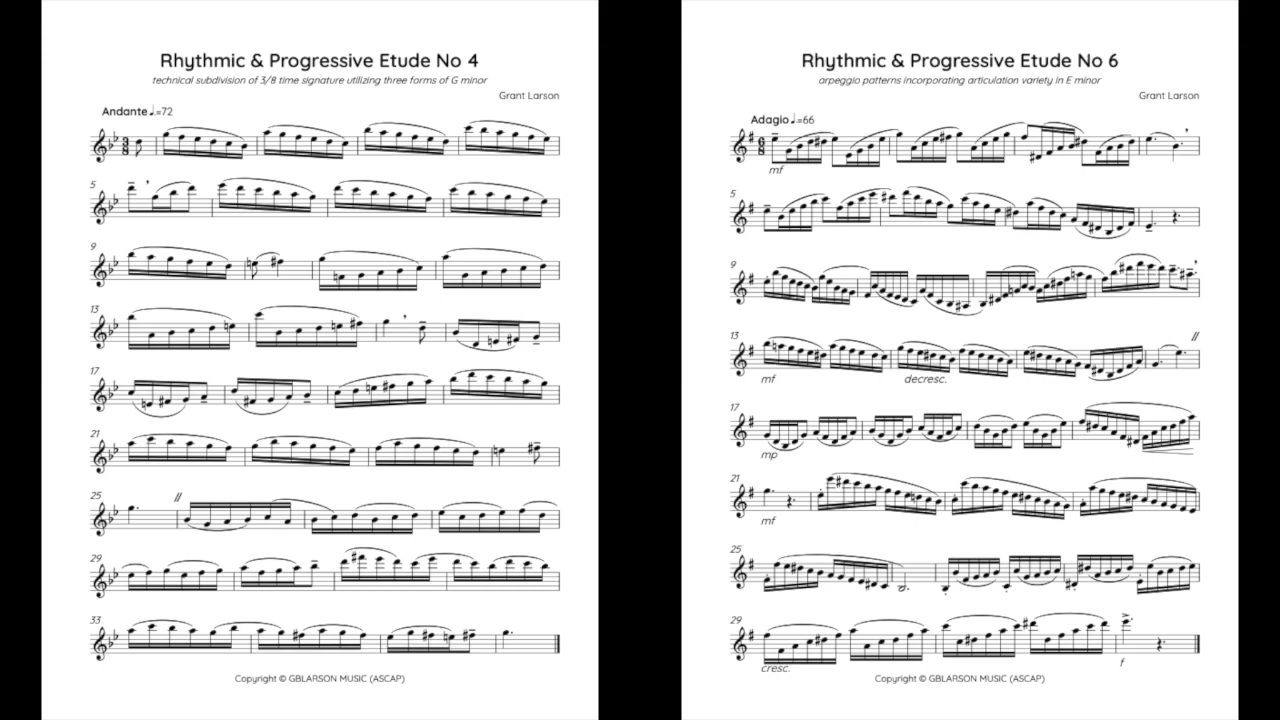 Rhythmic & Progressive Etude No 4
technical subdivision of 3/8 time signature utilizing three forms of G minor
Grant Larson
Andante ♩.=72
5
9
13
17
21
25
29
33
Copyright © GBLARSON MUSIC (ASCAP)
Rhythmic & Progressive Etude No 6
arpeggio patterns incorporating articulation variety in E minor
Grant Larson
Adagio ♩.=66
mf
5
9
13
mf decresc.
17
mp
21
mf
25
29
cresc. f
Copyright © GBLARSON MUSIC (ASCAP)